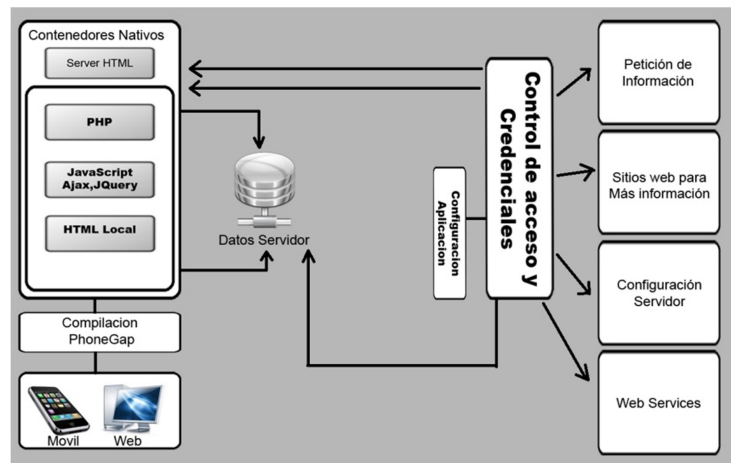 Contenedores Nativos
Server HTML
PHP
JavaScript
Ajax,JQuery
HTML Local
Compilacion
PhoneGap
Movil
Web
Datos Servidor
Configuracion
Aplicacion
Control de acceso y
Credenciales
Petición de
Información
Sitios web para
Más información
Configuración
Servidor
Web Services